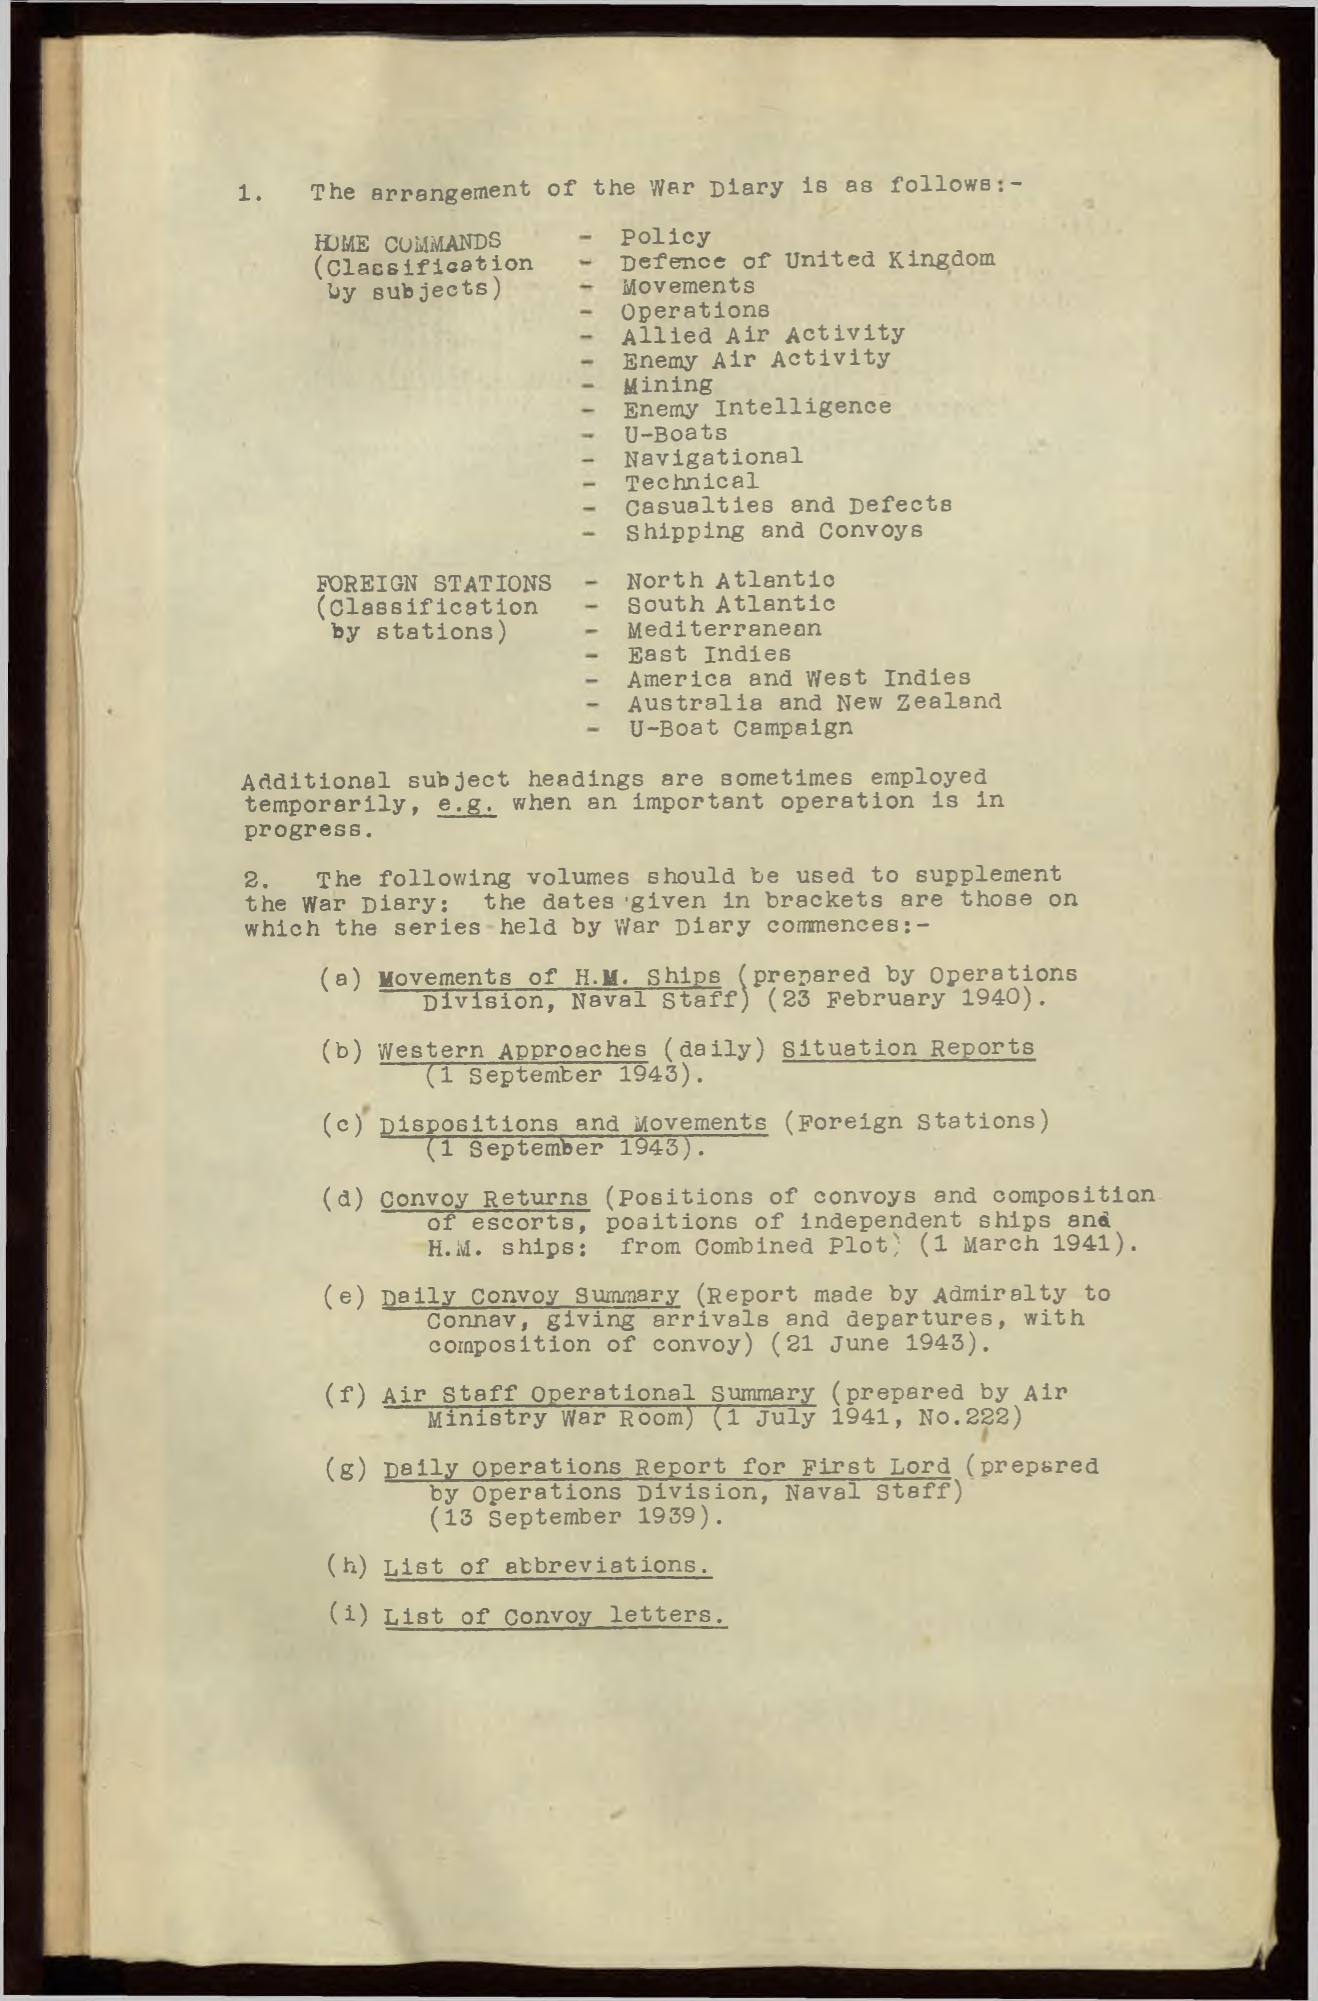 1. The arrangement of the War Diary is as follows:-
HOME COMMANDS - Policy
(Classification - Defence of United Kingdom
by subjects) - Movements
- Operations
- Allied Air Activity
- Enemy Air Activity
- Mining
- Enemy Intelligence
- U-Boats
- Navigational
- Technical
- Casualties and Defects
- Shipping and Convoys
FOREIGN STATIONS - North Atlantic
(Classification - South Atlantic
by stations) - Mediterranean
- East Indies
- America and West Indies
- Australia and New Zealand
- U-Boat Campaign
Additional subject headings are sometimes employed
temporarily, e.g. when an important operation is in
progress.
2. The following volumes should be used to supplement
the War Diary: the dates given in brackets are those on
which the series held by War Diary commences:-
(a) Movements of H.M. Ships (prepared by Operations
Division, Naval Staff) (23 February 1940).
(b) Western Approaches (daily) Situation Reports
(1 September 1943).
(c) Dispositions and Movements (Foreign Stations)
(1 September 1943).
(d) Convoy Returns (Positions of convoys and composition
of escorts, positions of independent ships and
H.M. ships: from Combined Plot) (1 March 1941).
(e) Daily Convoy Summary (Report made by Admiralty to
Connav, giving arrivals and departures, with
composition of convoy) (21 June 1943).
(f) Air Staff Operational Summary (prepared by Air
Ministry War Room) (1 July 1941, No.222)
(g) Daily Operations Report for First Lord (prepared
by Operations Division, Naval Staff)
(13 September 1939).
(h) List of abbreviations.
(i) List of Convoy letters.